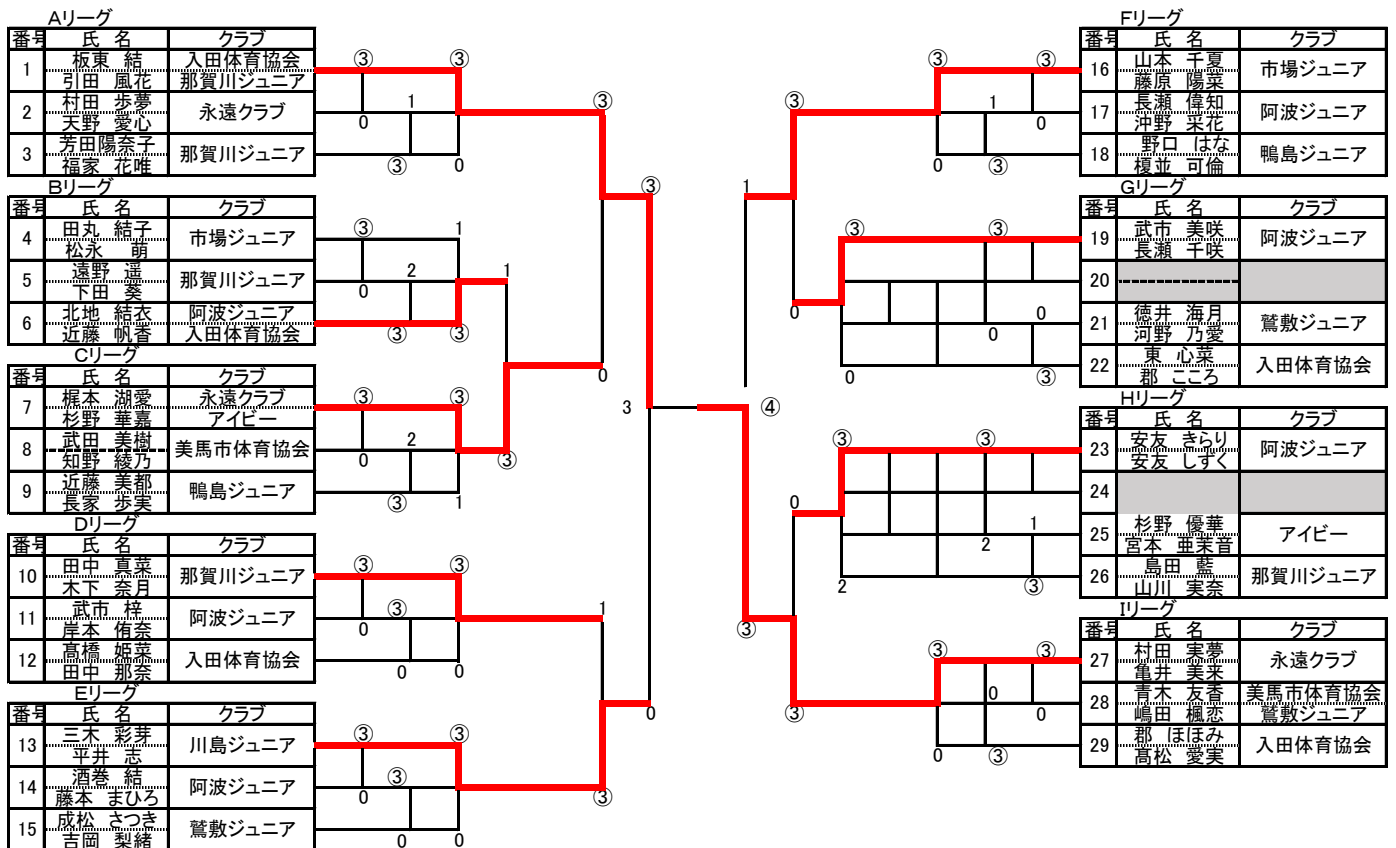 Aリーグ
番号 氏 名 クラブ
1 板東 結 入田体育協会
引田 風花 那賀川ジュニア
2 村田 歩夢 永遠クラブ
天野 愛心
3 芳田陽奈子 那賀川ジュニア
福家 花唯
③ ③ 1 0 ③ 0 ③
Bリーグ
番号 氏 名 クラブ
4 田丸 結子 市場ジュニア
松永 萌
5 遠野 遥 那賀川ジュニア
下田 葵
6 北地 結衣 阿波ジュニア
近藤 帆香 入田体育協会
③ 1 2 0 ③ ③ 1 ③
Cリーグ
番号 氏 名 クラブ
7 梶本 湖愛 永遠クラブ
杉野 華嘉 アイビー
8 武田 美樹 美馬市体育協会
知野 綾乃
9 近藤 美都 鴨島ジュニア
長家 歩実
③ ③ 2 0 ③ 1 ③ 0
3 ④
Dリーグ
番号 氏 名 クラブ
10 田中 真菜 那賀川ジュニア
木下 奈月
11 武市 梓 阿波ジュニア
岸本 侑奈
12 髙橋 姫菜 入田体育協会
田中 那奈
③ ③ ③ 0 0 0 1
Eリーグ
番号 氏 名 クラブ
13 三木 彩芽 川島ジュニア
平井 志
14 酒巻 結 阿波ジュニア
藤本 まひろ
15 成松 さつき 鷲敷ジュニア
吉岡 梨緒
③ ③ ③ 0 0 0 ③ 0
Fリーグ
番号 氏 名 クラブ
16 山本 千夏 市場ジュニア
藤原 陽菜
17 長瀬 偉知 阿波ジュニア
沖野 采花
18 野口 はな 鴨島ジュニア
榎並 可倫
③ ③ ③ 1 0 0 ③ 1
Gリーグ
番号 氏 名 クラブ
19 武市 美咲 阿波ジュニア
長瀬 千咲
20
21 徳井 海月 鷲敷ジュニア
河野 乃愛
22 東 心菜 入田体育協会
郡 こころ
③ ③ ③ 0 0 0 0 ③
Hリーグ
番号 氏 名 クラブ
23 安友 きらり 阿波ジュニア
安友 しずく
24
25 杉野 優華 アイビー
宮本 亜茉音
26 島田 藍 那賀川ジュニア
山川 実奈
③ ③ 0 1 2 2 ③ ③
Iリーグ
番号 氏 名 クラブ
27 村田 実夢 永遠クラブ
亀井 美来
28 青木 友香 美馬市体育協会
嶋田 楓恋 鷲敷ジュニア
29 郡 ほほみ 入田体育協会
髙松 愛実
③ ③ 0 0 ③ 0 ③